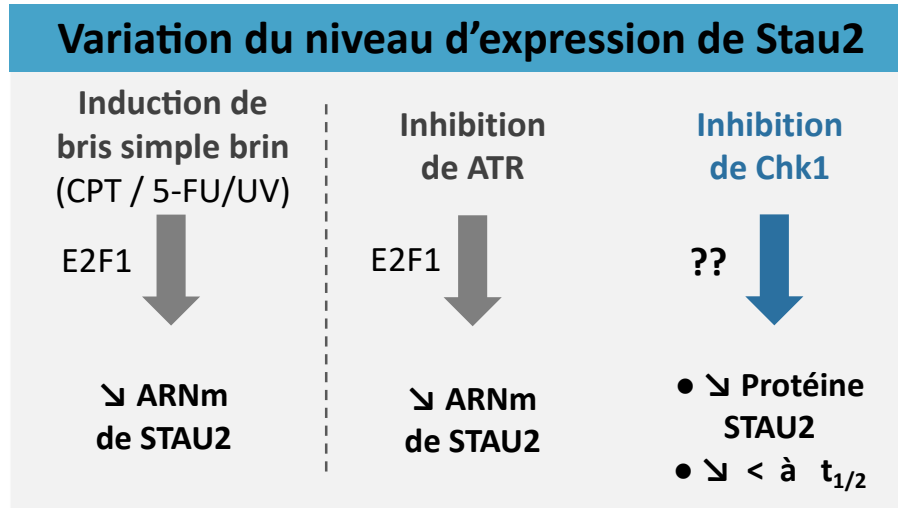 Variation du niveau d’expression de Stau2
Induction de
bris simple brin
(CPT / 5-FU/UV)
E2F1
↘ ARNm
de STAU2
Inhibition
de ATR
E2F1
↘ ARNm
de STAU2
Inhibition
de Chk1
??
● ↘ Protéine
STAU2
● ↘ < à t1/2